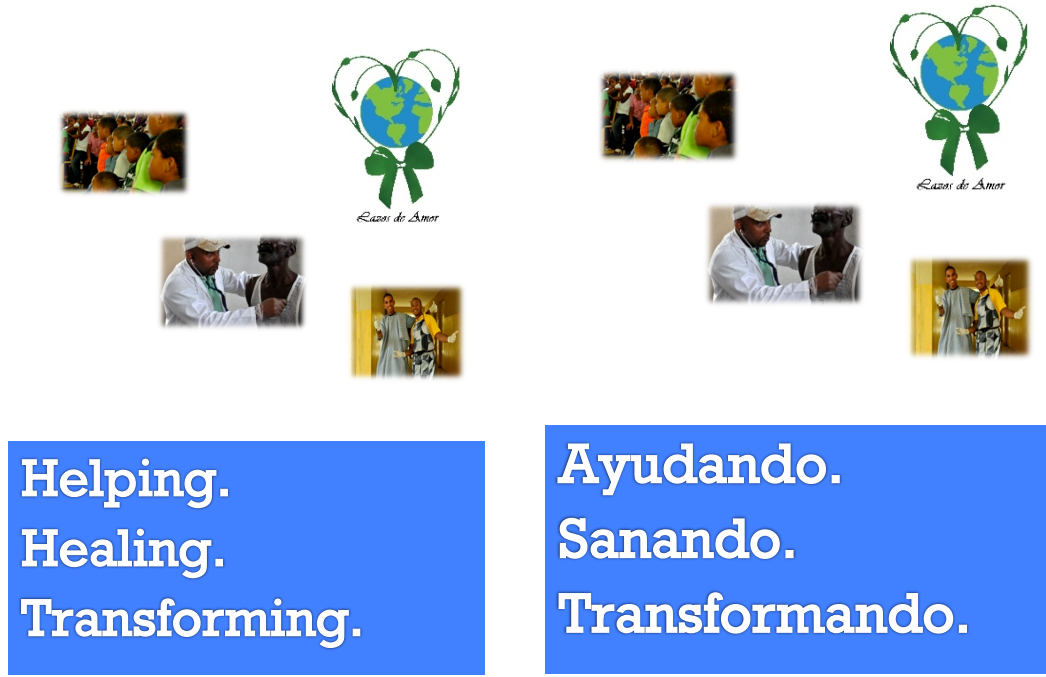 Lazos de Amor
Helping.
Healing.
Transforming.
Lazos de Amor
Ayudando.
Sanando.
Transformando.